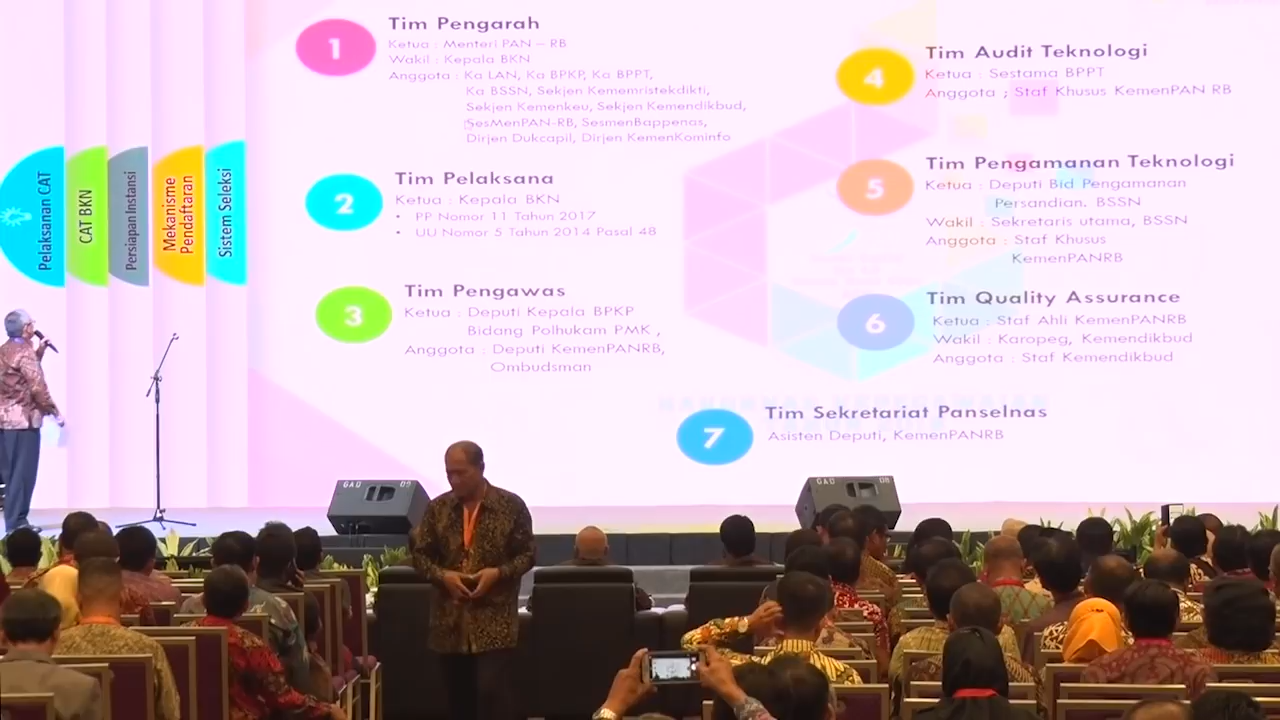 Pelaksanan CAT
CAT BKN
Persiapan Instansi
Mekanisme
Pendaftaran
Sistem Seleksi
1
Tim Pengarah
Ketua : Menteri PAN – RB
Wakil : Kepala BKN
Anggota : Ka LAN, Ka BPKP, Ka BPPT,
Ka BSSN, Sekjen Kememristekdikti,
Sekjen Kemenkeu, Sekjen Kemendikbud,
SesMenPAN-RB, SesmenBappenas,
Dirjen Dukcapil, Dirjen KemenKominfo
2
Tim Pelaksana
Ketua : Kepala BKN
• PP Nomor 11 Tahun 2017
• UU Nomor 5 Tahun 2014 Pasal 48
3
Tim Pengawas
Ketua : Deputi Kepala BPKP
Bidang Polhukam PMK ,
Anggota : Deputi KemenPANRB,
Ombudsman
4
Tim Audit Teknologi
Ketua : Sestama BPPT
Anggota ; Staf Khusus KemenPAN RB
5
Tim Pengamanan Teknologi
Ketua : Deputi Bid Pengamanan
Persandian. BSSN
Wakil : Sekretaris utama, BSSN
Anggota : Staf Khusus
KemenPANRB
6
Tim Quality Assurance
Ketua : Staf Ahli KemenPANRB
Wakil : Karopeg, Kemendikbud
Anggota : Staf Kemendikbud
7
Tim Sekretariat Panselnas
Asisten Deputi, KemenPANRB
GAO 09
GAO 08